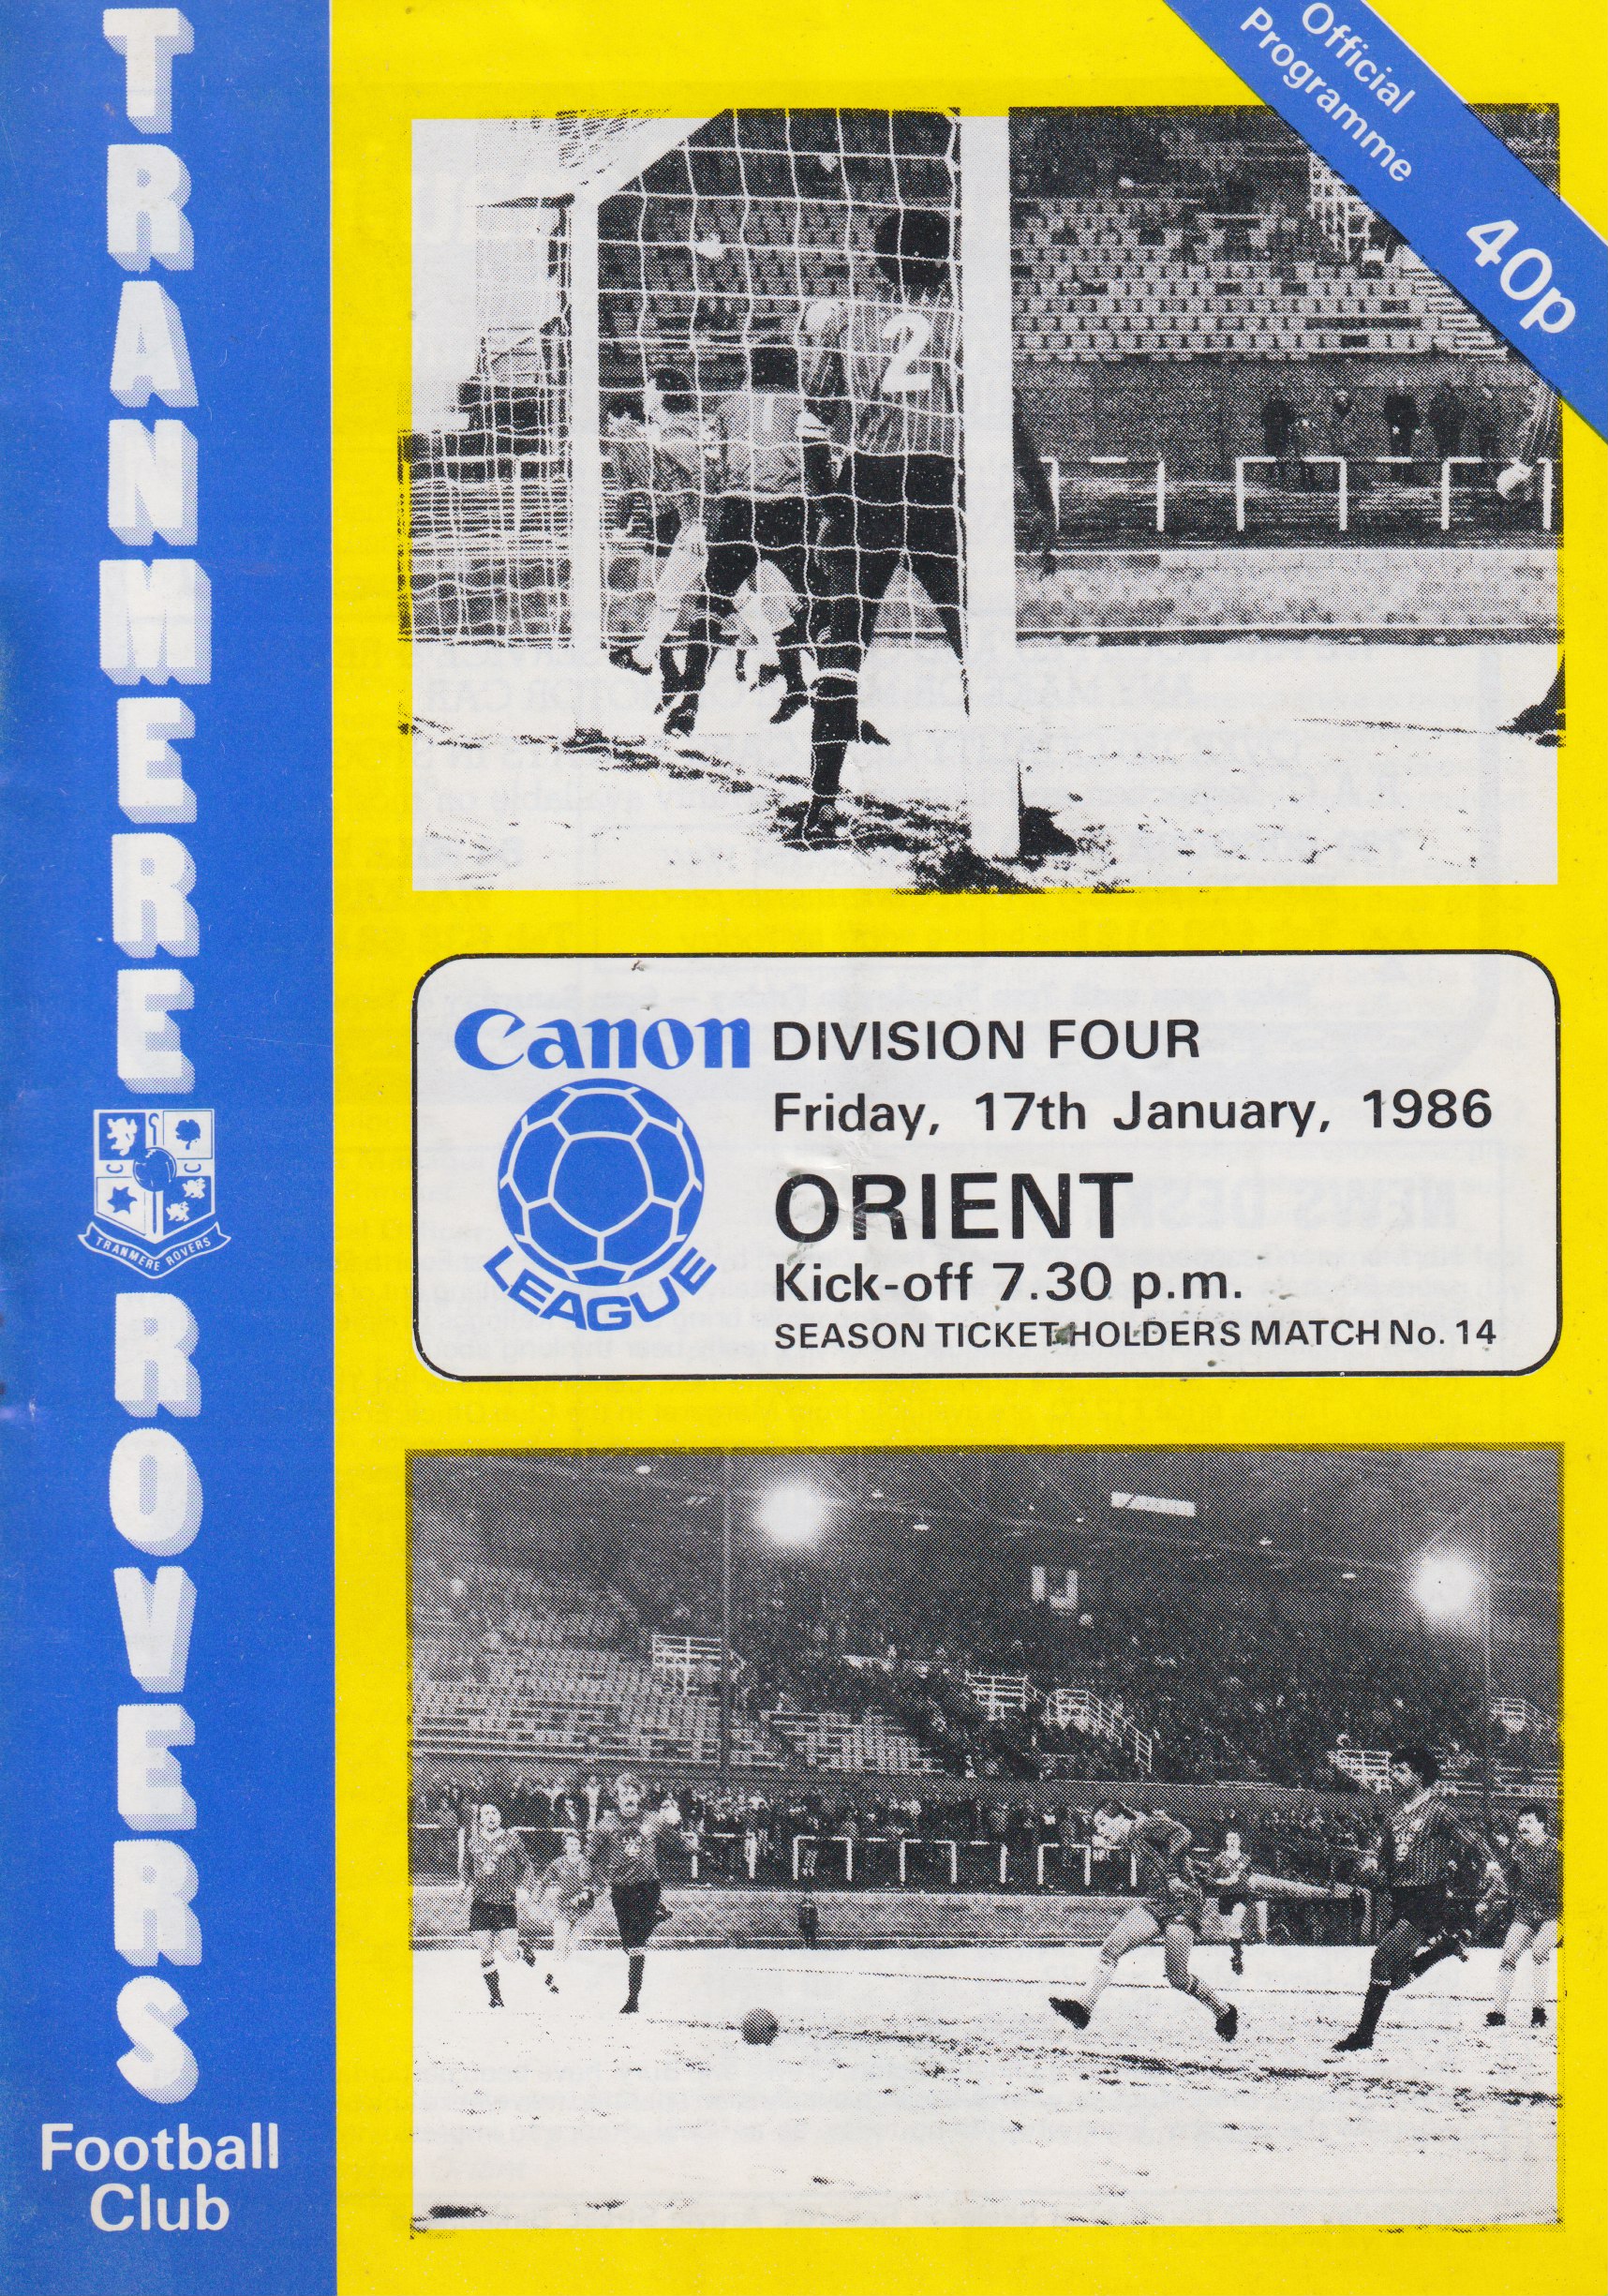 TRANMERE ROVERS
Football
Club
TRANMERE ROVERS
Official
Programme
40p
2
1
Canon
LEAGUE
DIVISION FOUR
Friday, 17th January, 1986
ORIENT
Kick-off 7.30 p.m.
SEASON TICKET HOLDERS MATCH No. 14